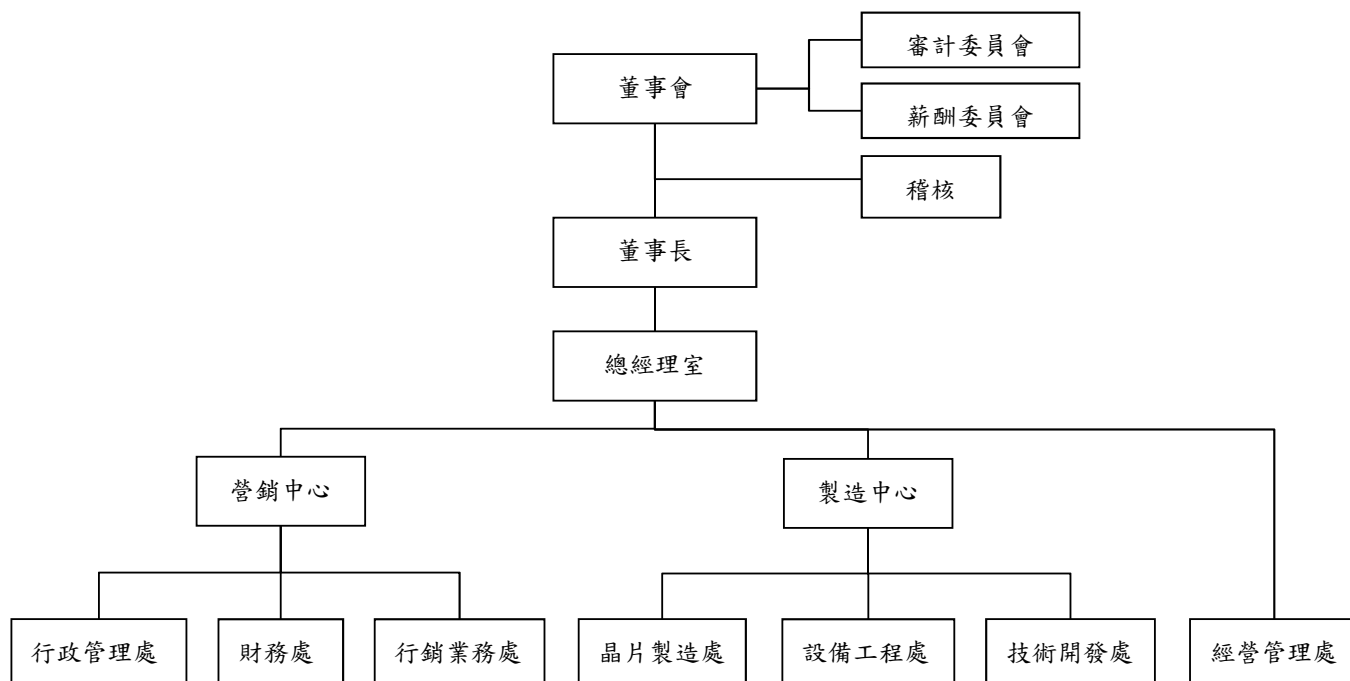 審計委員會
董事會
薪酬委員會
稽核
董事長
總經理室
營銷中心
製造中心
行政管理處
財務處
行銷業務處
晶片製造處
設備工程處
技術開發處
經營管理處